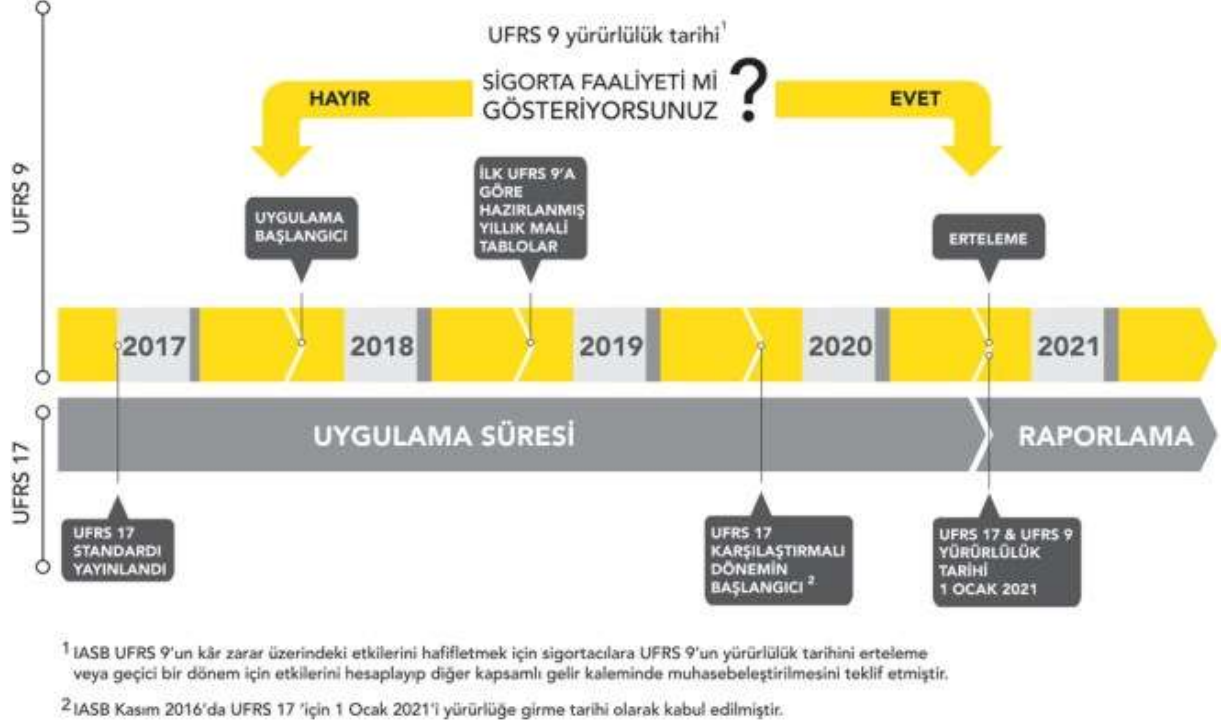 UFRS 9 yürürlülük tarihi1
SİGORTA FAALİYETİ Mİ
GÖSTERİYORSUNUZ ?
HAYIR
EVET
UFRS 9
UYGULAMA
BAŞLANGICI
İLK UFRS 9'A
GÖRE
HAZIRLANMIŞ
YILLIK MALİ
TABLOLAR
ERTELEME
2017
2018
2019
2020
2021
UFRS 17
UYGULAMA SÜRESİ
RAPORLAMA
UFRS 17
STANDARDI
YAYINLANDI
UFRS 17
KARŞILAŞTIRMALI
DÖNEMİN
BAŞLANGICI 2
UFRS 17 & UFRS 9
YÜRÜRLÜLÜK
TARİHİ
1 OCAK 2021
1 IASB UFRS 9'un kâr zarar üzerindeki etkilerini hafifletmek için sigortacılara UFRS 9'un yürürlülük tarihini erteleme
veya geçici bir dönem için etkilerini hesaplayıp diğer kapsamlı gelir kaleminde muhasebeleştirilmesini teklif etmiştir.
2 IASB Kasım 2016'da UFRS 17 'için 1 Ocak 2021'i yürürlüğe girme tarihi olarak kabul edilmiştir.